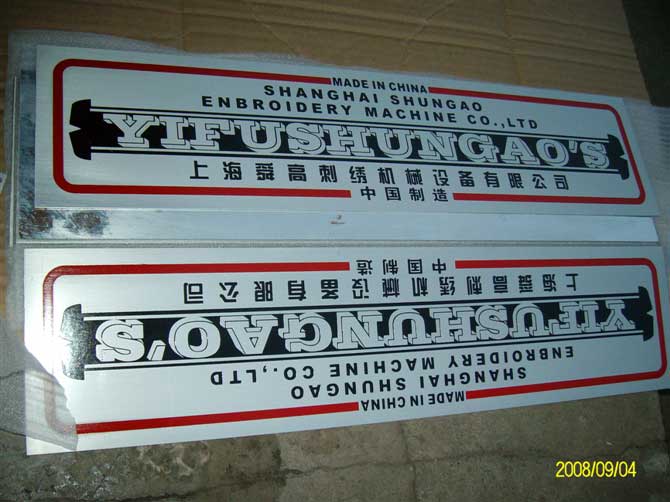 MADE IN CHINA
SHANGHAI SHUNGAO
ENBROIDERY MACHINE CO.,LTD
YIFUSHUNGAO'S
上海舜高刺绣机械设备有限公司
中国制造
MADE IN CHINA
SHANGHAI SHUNGAO
ENBROIDERY MACHINE CO.,LTD
YIFUSHUNGAO'S
上海舜高刺绣机械设备有限公司
中国制造
2008/09/04